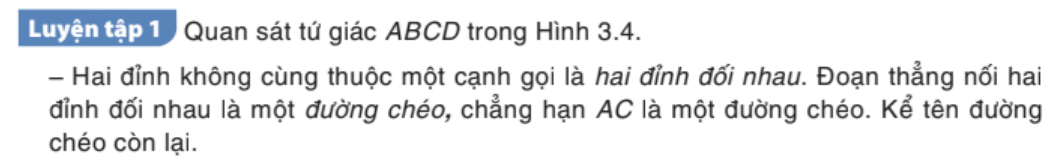 Luyện tập 1 Quan sát tứ giác ABCD trong Hình 3.4.
– Hai đỉnh không cùng thuộc một cạnh gọi là hai đỉnh đối nhau. Đoạn thẳng nối hai
đỉnh đối nhau là một đường chéo, chẳng hạn AC là một đường chéo. Kể tên đường
chéo còn lại.